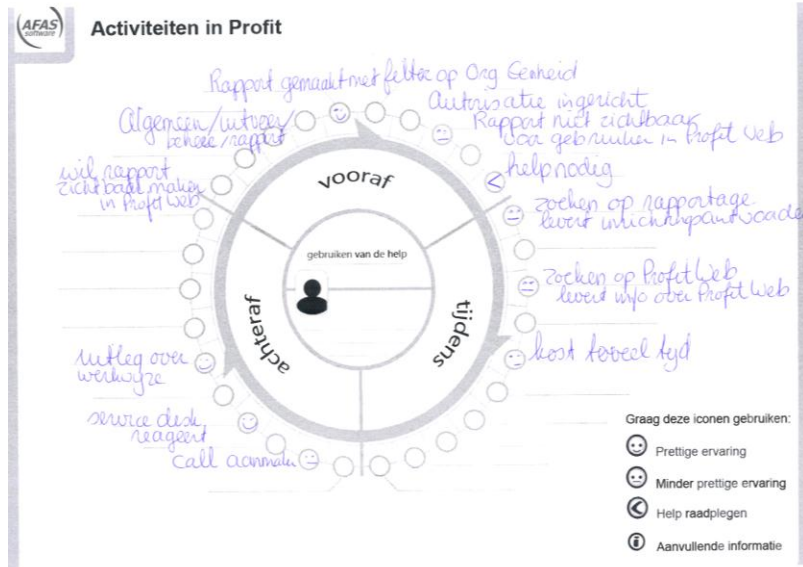 AFAS
software
Activiteiten in Profit
Rapport gemaakt met filter op Org Eenheid
Algemeen/uitvoer/
beheer/rapport
wil rapport
zichtbaar maken
in Profit Web
Autorisatie ingericht
Rapport niet zichtbaar
voor gebruiker in Profit Web
help nodig
zoeken op rapportage
levert inrichtingsantwoorden
zoeken op Profit Web
levert info over Profit Web
kost teveel tyd
vooraf
tijdens
achteraf
gebruiken van de help
uitleg over
werkwyze
service desk
reageert
call aanmaken
Graag deze iconen gebruiken:
Prettige ervaring
Minder prettige ervaring
Help raadplegen
Aanvullende informatie